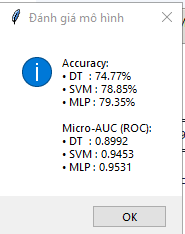 Đánh giá mô hình
Accuracy:
• DT : 74.77%
• SVM : 78.85%
• MLP : 79.35%
Micro-AUC (ROC):
• DT : 0.8992
• SVM : 0.9453
• MLP : 0.9531
OK